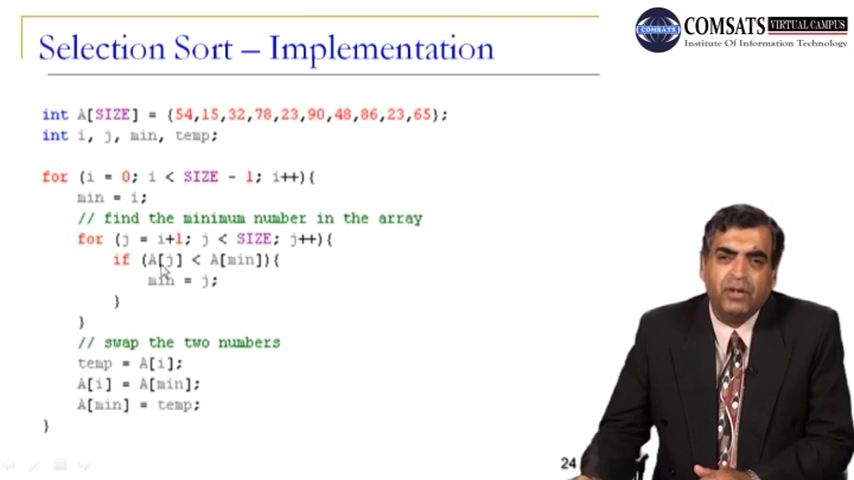 COMSATS VIRTUAL CAMPUS
COMSATS
Institute Of Information Technology
Selection Sort – Implementation
int A[SIZE] = {54,15,32,78,23,90,48,86,23,65};
int i, j, min, temp;
for (i = 0; i < SIZE - 1; i++){
min = i;
// find the minimum number in the array
for (j = i+1; j < SIZE; j++){
if (A[j] < A[min]){
min = j;
}
}
// swap the two numbers
temp = A[i];
A[i] = A[min];
A[min] = temp;
}
24